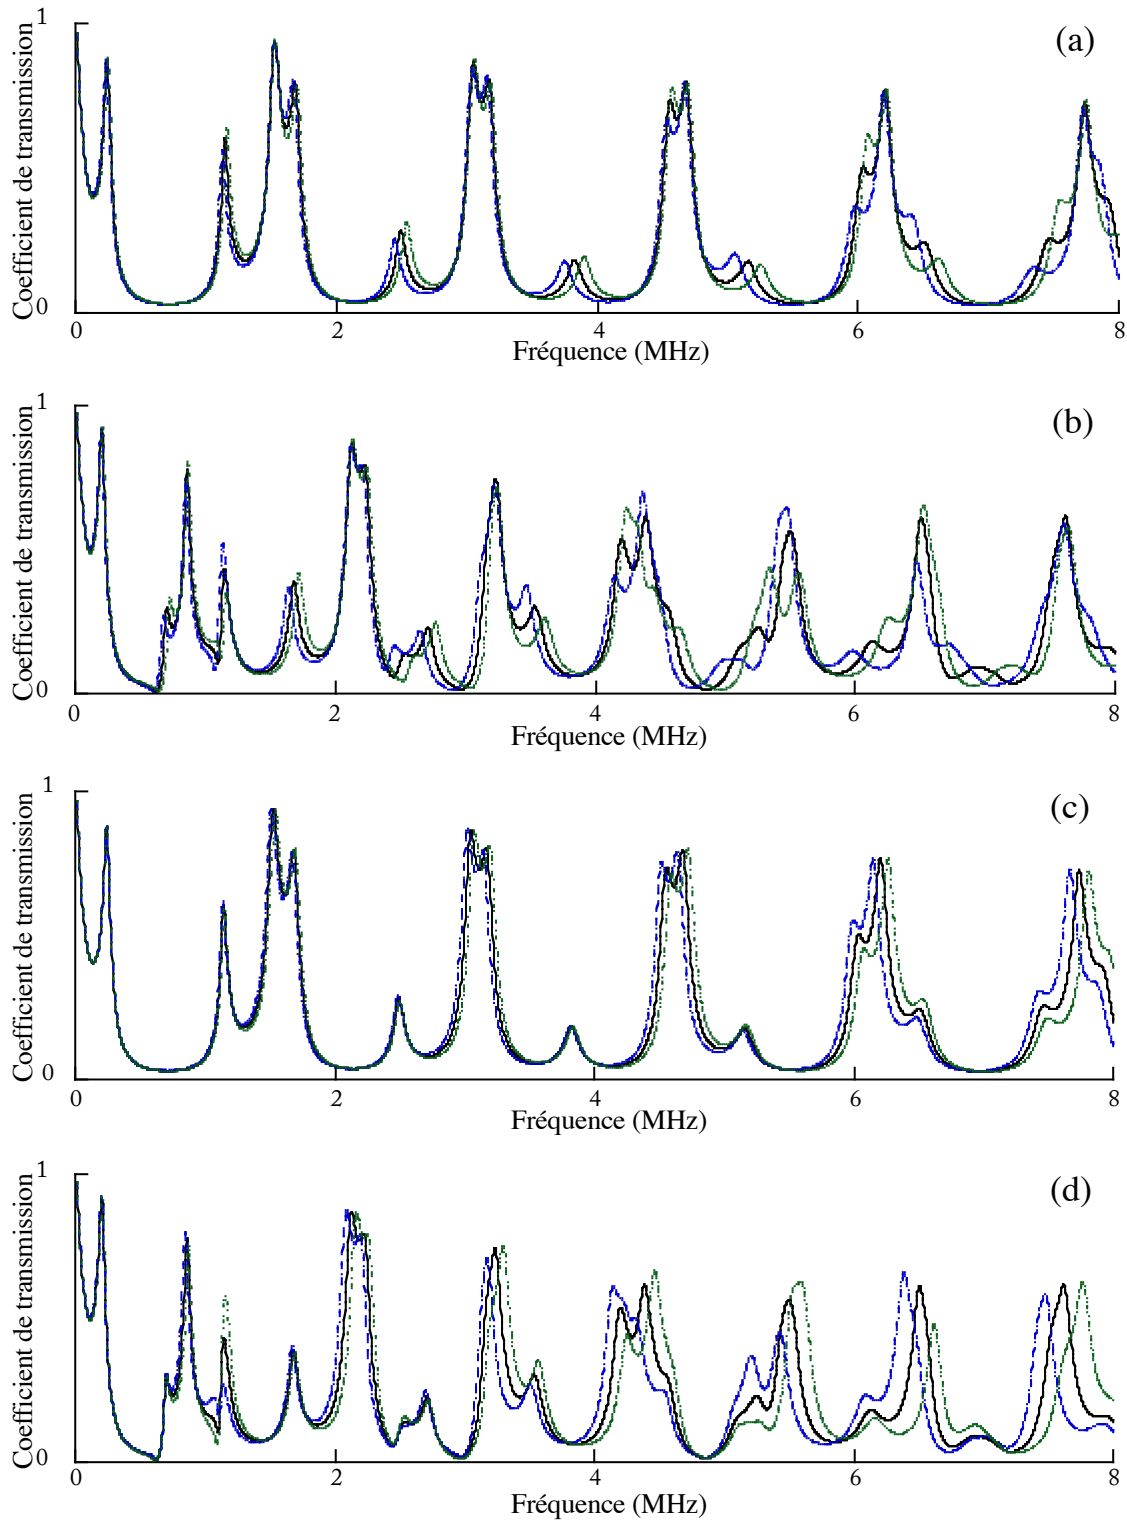 1
(a)
Coefficient de transmission
0
0 2 4 6 8
Fréquence (MHz)
1
(b)
Coefficient de transmission
0
0 2 4 6 8
Fréquence (MHz)
1
(c)
Coefficient de transmission
0
0 2 4 6 8
Fréquence (MHz)
1
(d)
Coefficient de transmission
0
0 2 4 6 8
Fréquence (MHz)